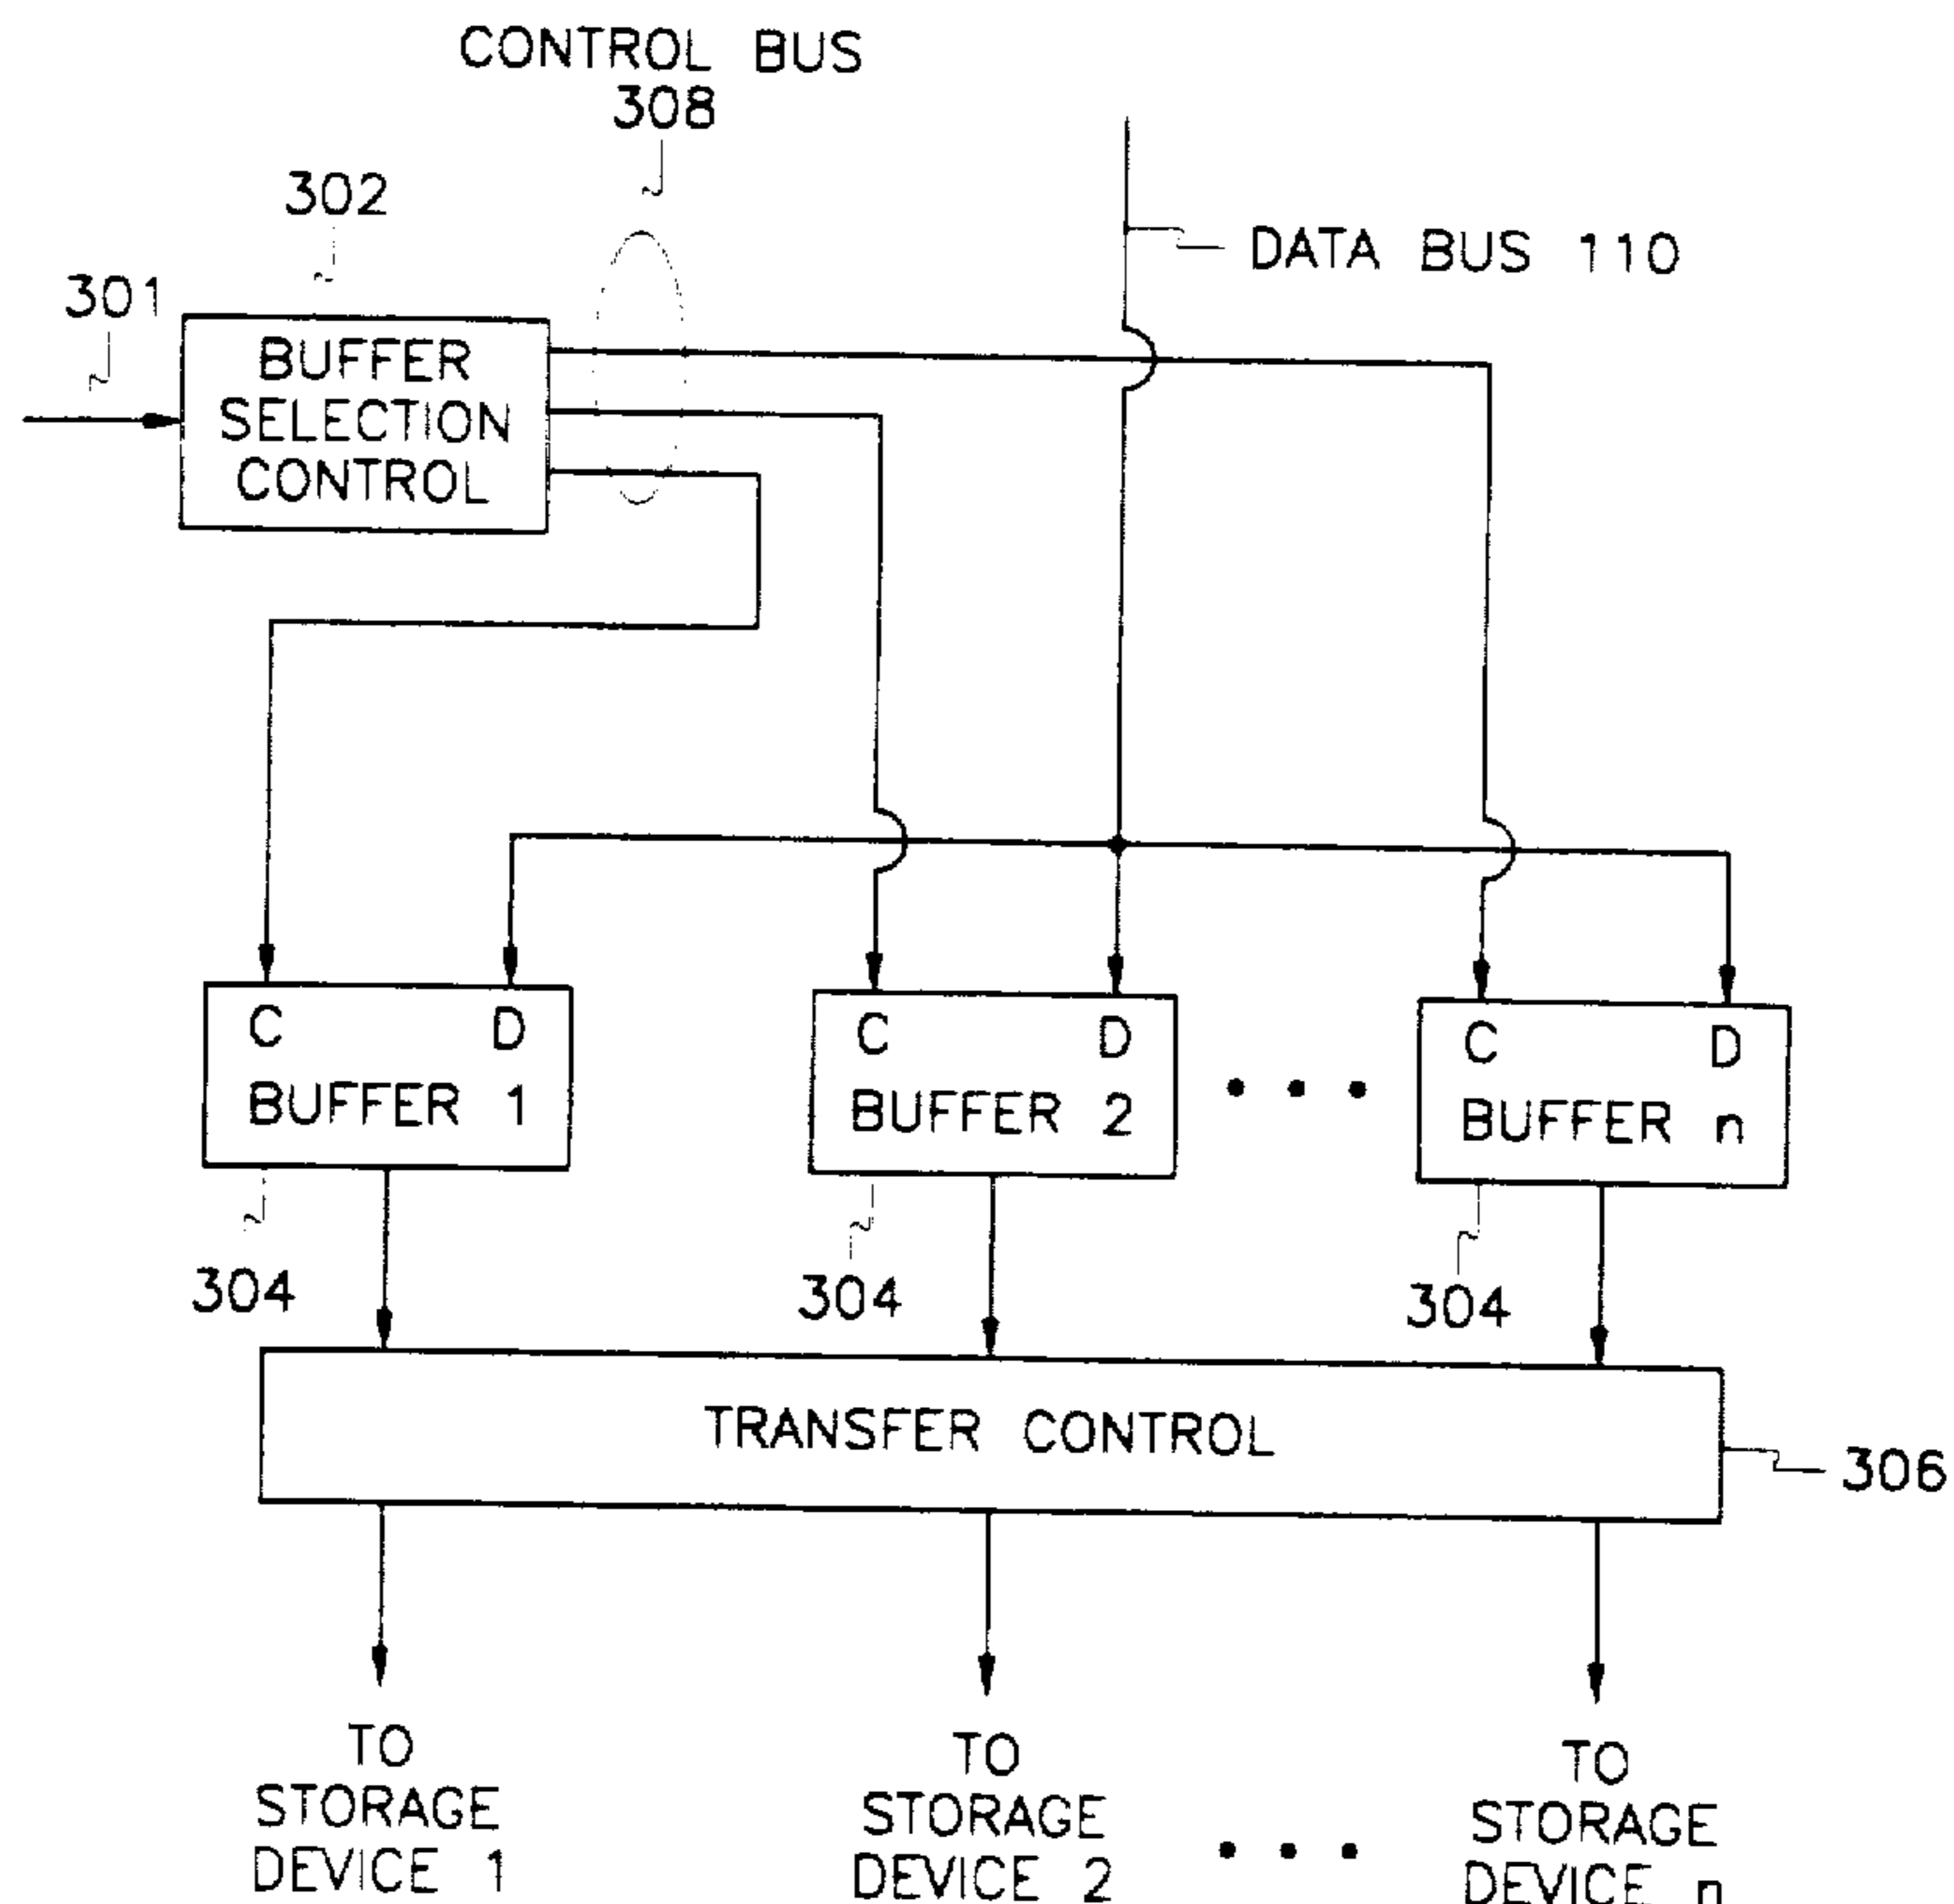 CONTROL BUS
308
302
DATA BUS 110
301
BUFFER
SELECTION
CONTROL
C D
BUFFER 1
C D
BUFFER 2
C D
BUFFER n
304
304
304
TRANSFER CONTROL
306
TO
STORAGE
DEVICE 1
TO
STORAGE
DEVICE 2
TO
STORAGE
DEVICE n